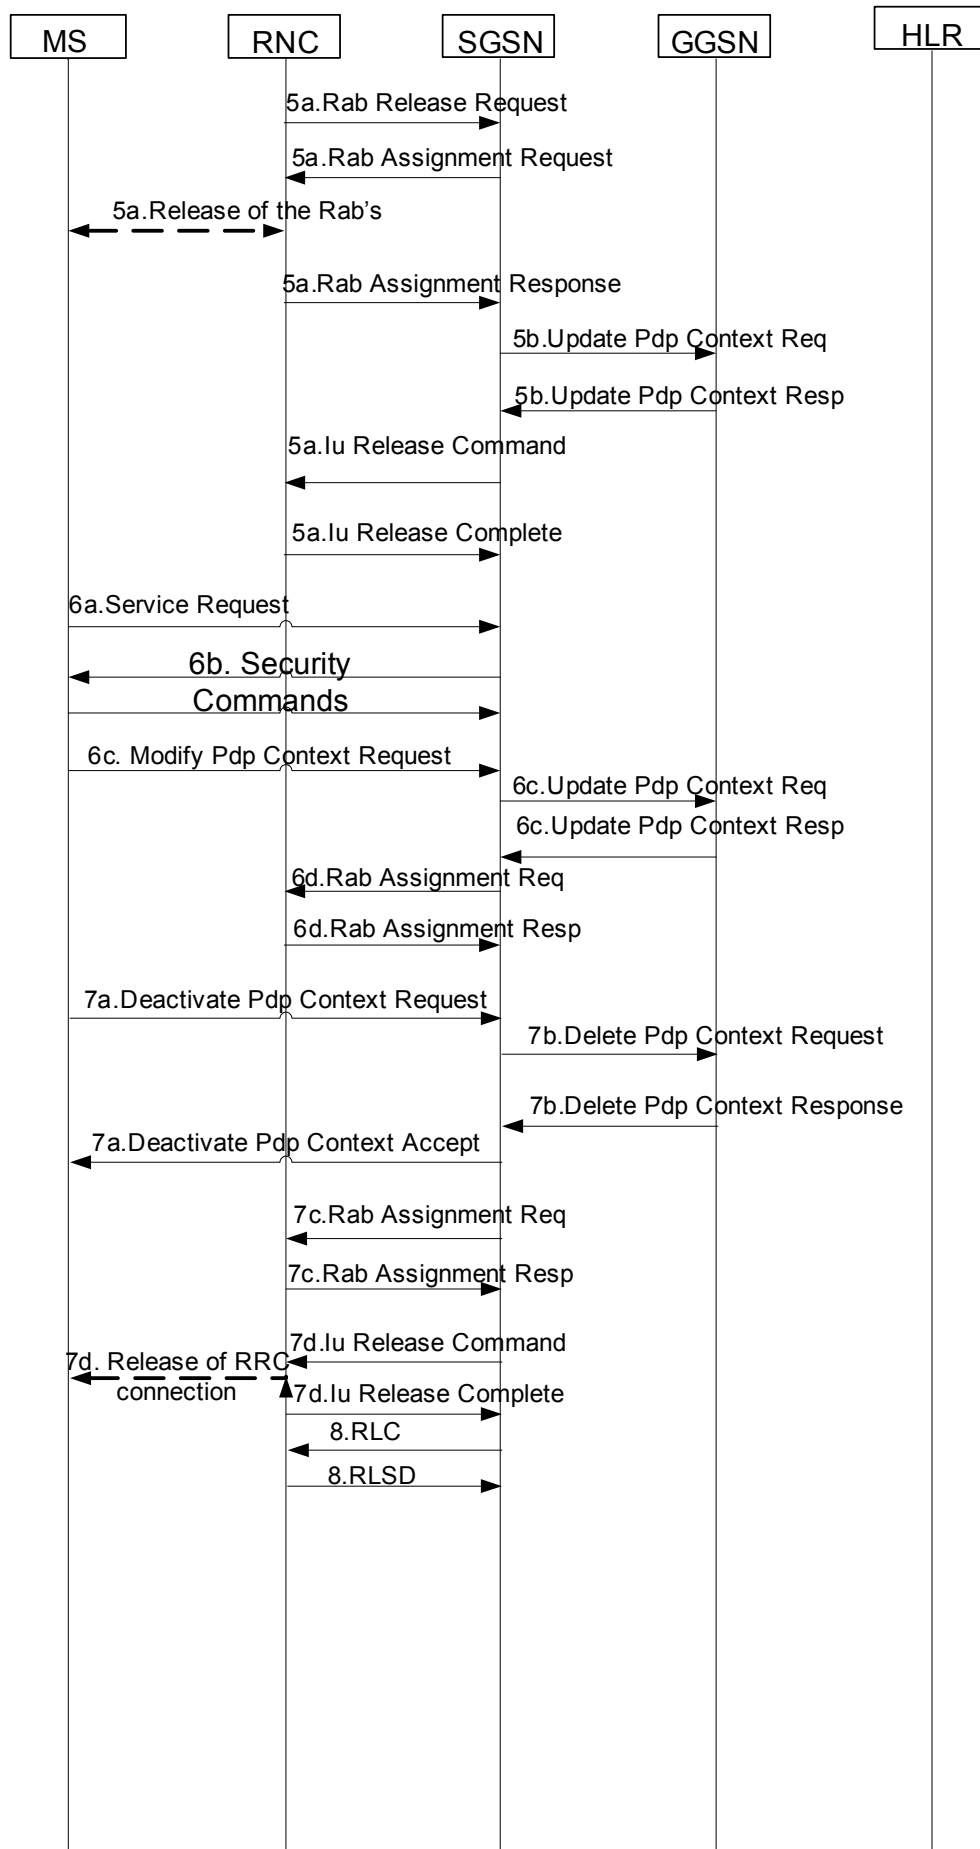 MS
RNC
SGSN
GGSN
HLR
5a.Rab Release Request
5a.Rab Assignment Request
5a.Release of the Rab's
5a.Rab Assignment Response
5b.Update Pdp Context Req
5b.Update Pdp Context Resp
5a.Iu Release Command
5a.Iu Release Complete
6a.Service Request
6b. Security
Commands
6c. Modify Pdp Context Request
6c.Update Pdp Context Req
6c.Update Pdp Context Resp
6d.Rab Assignment Req
6d.Rab Assignment Resp
7a.Deactivate Pdp Context Request
7b.Delete Pdp Context Request
7b.Delete Pdp Context Response
7a.Deactivate Pdp Context Accept
7c.Rab Assignment Req
7c.Rab Assignment Resp
7d.Iu Release Command
7d. Release of RRC
connection
7d.Iu Release Complete
8.RLC
8.RLSD